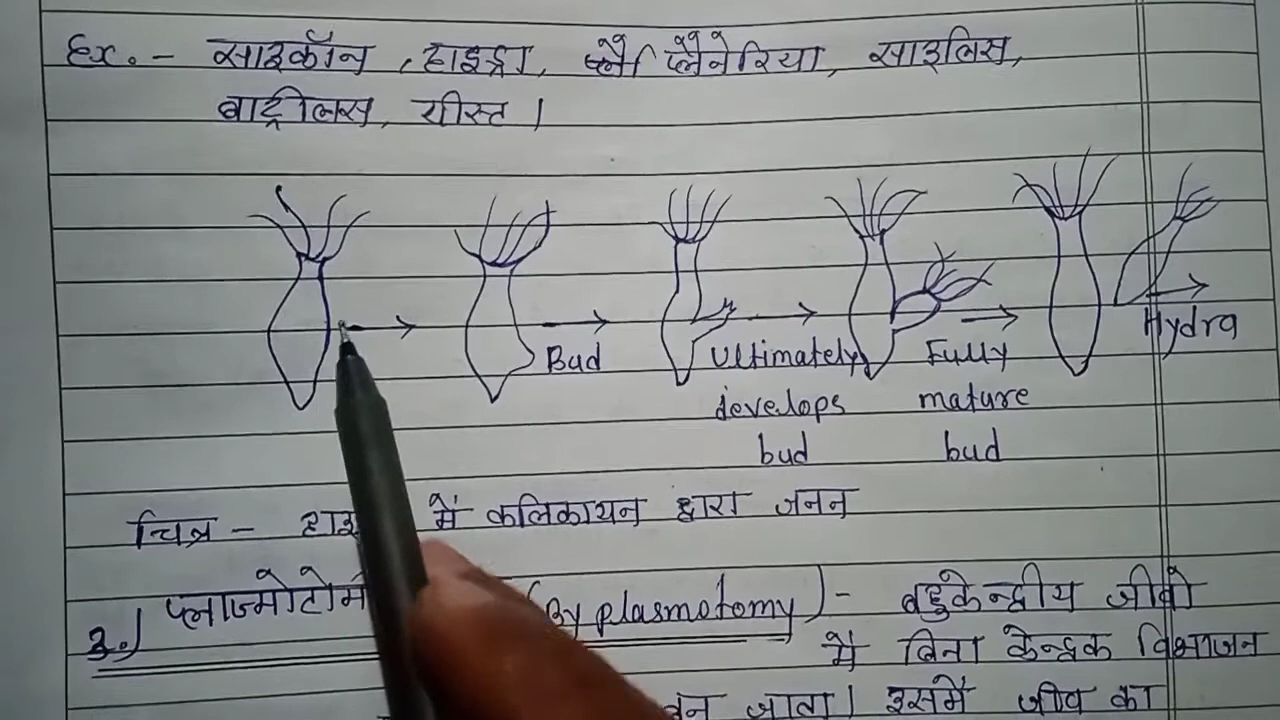 Ex. - साइकॉन, हाइड्रा, प्लैनेरिया, साइलिस,
बाट्रीलस, यीस्ट।
Bud
Ultimately
develops
bud
Fully
mature
bud
Hydra
चित्र - में कलिकायन द्वारा जनन
3.) (By plasmotomy) - बहुकेन्द्रीय जीवो
में बिना केन्द्रक विभाजन
बन जाता। इसमें जीव का